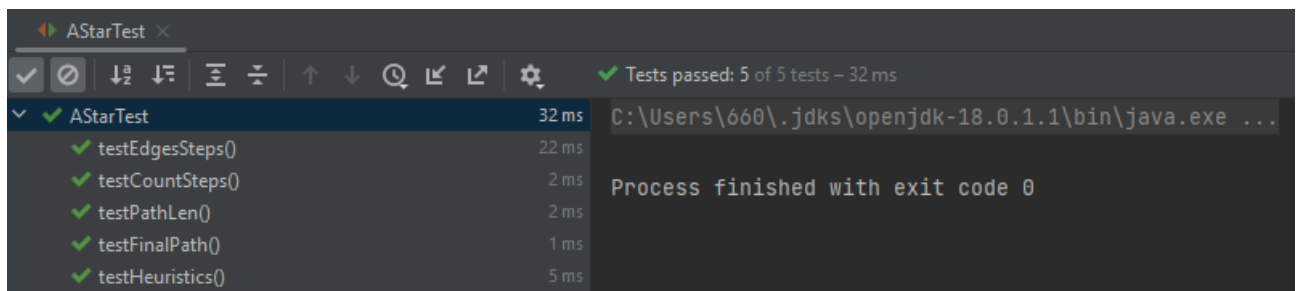 AStarTest
Tests passed: 5 of 5 tests – 32 ms
AStarTest 32 ms
testEdgesSteps() 22 ms
testCountSteps() 2 ms
testPathLen() 2 ms
testFinalPath() 1 ms
testHeuristics() 5 ms
C:\Users\660\.jdks\openjdk-18.0.1.1\bin\java.exe ...
Process finished with exit code 0